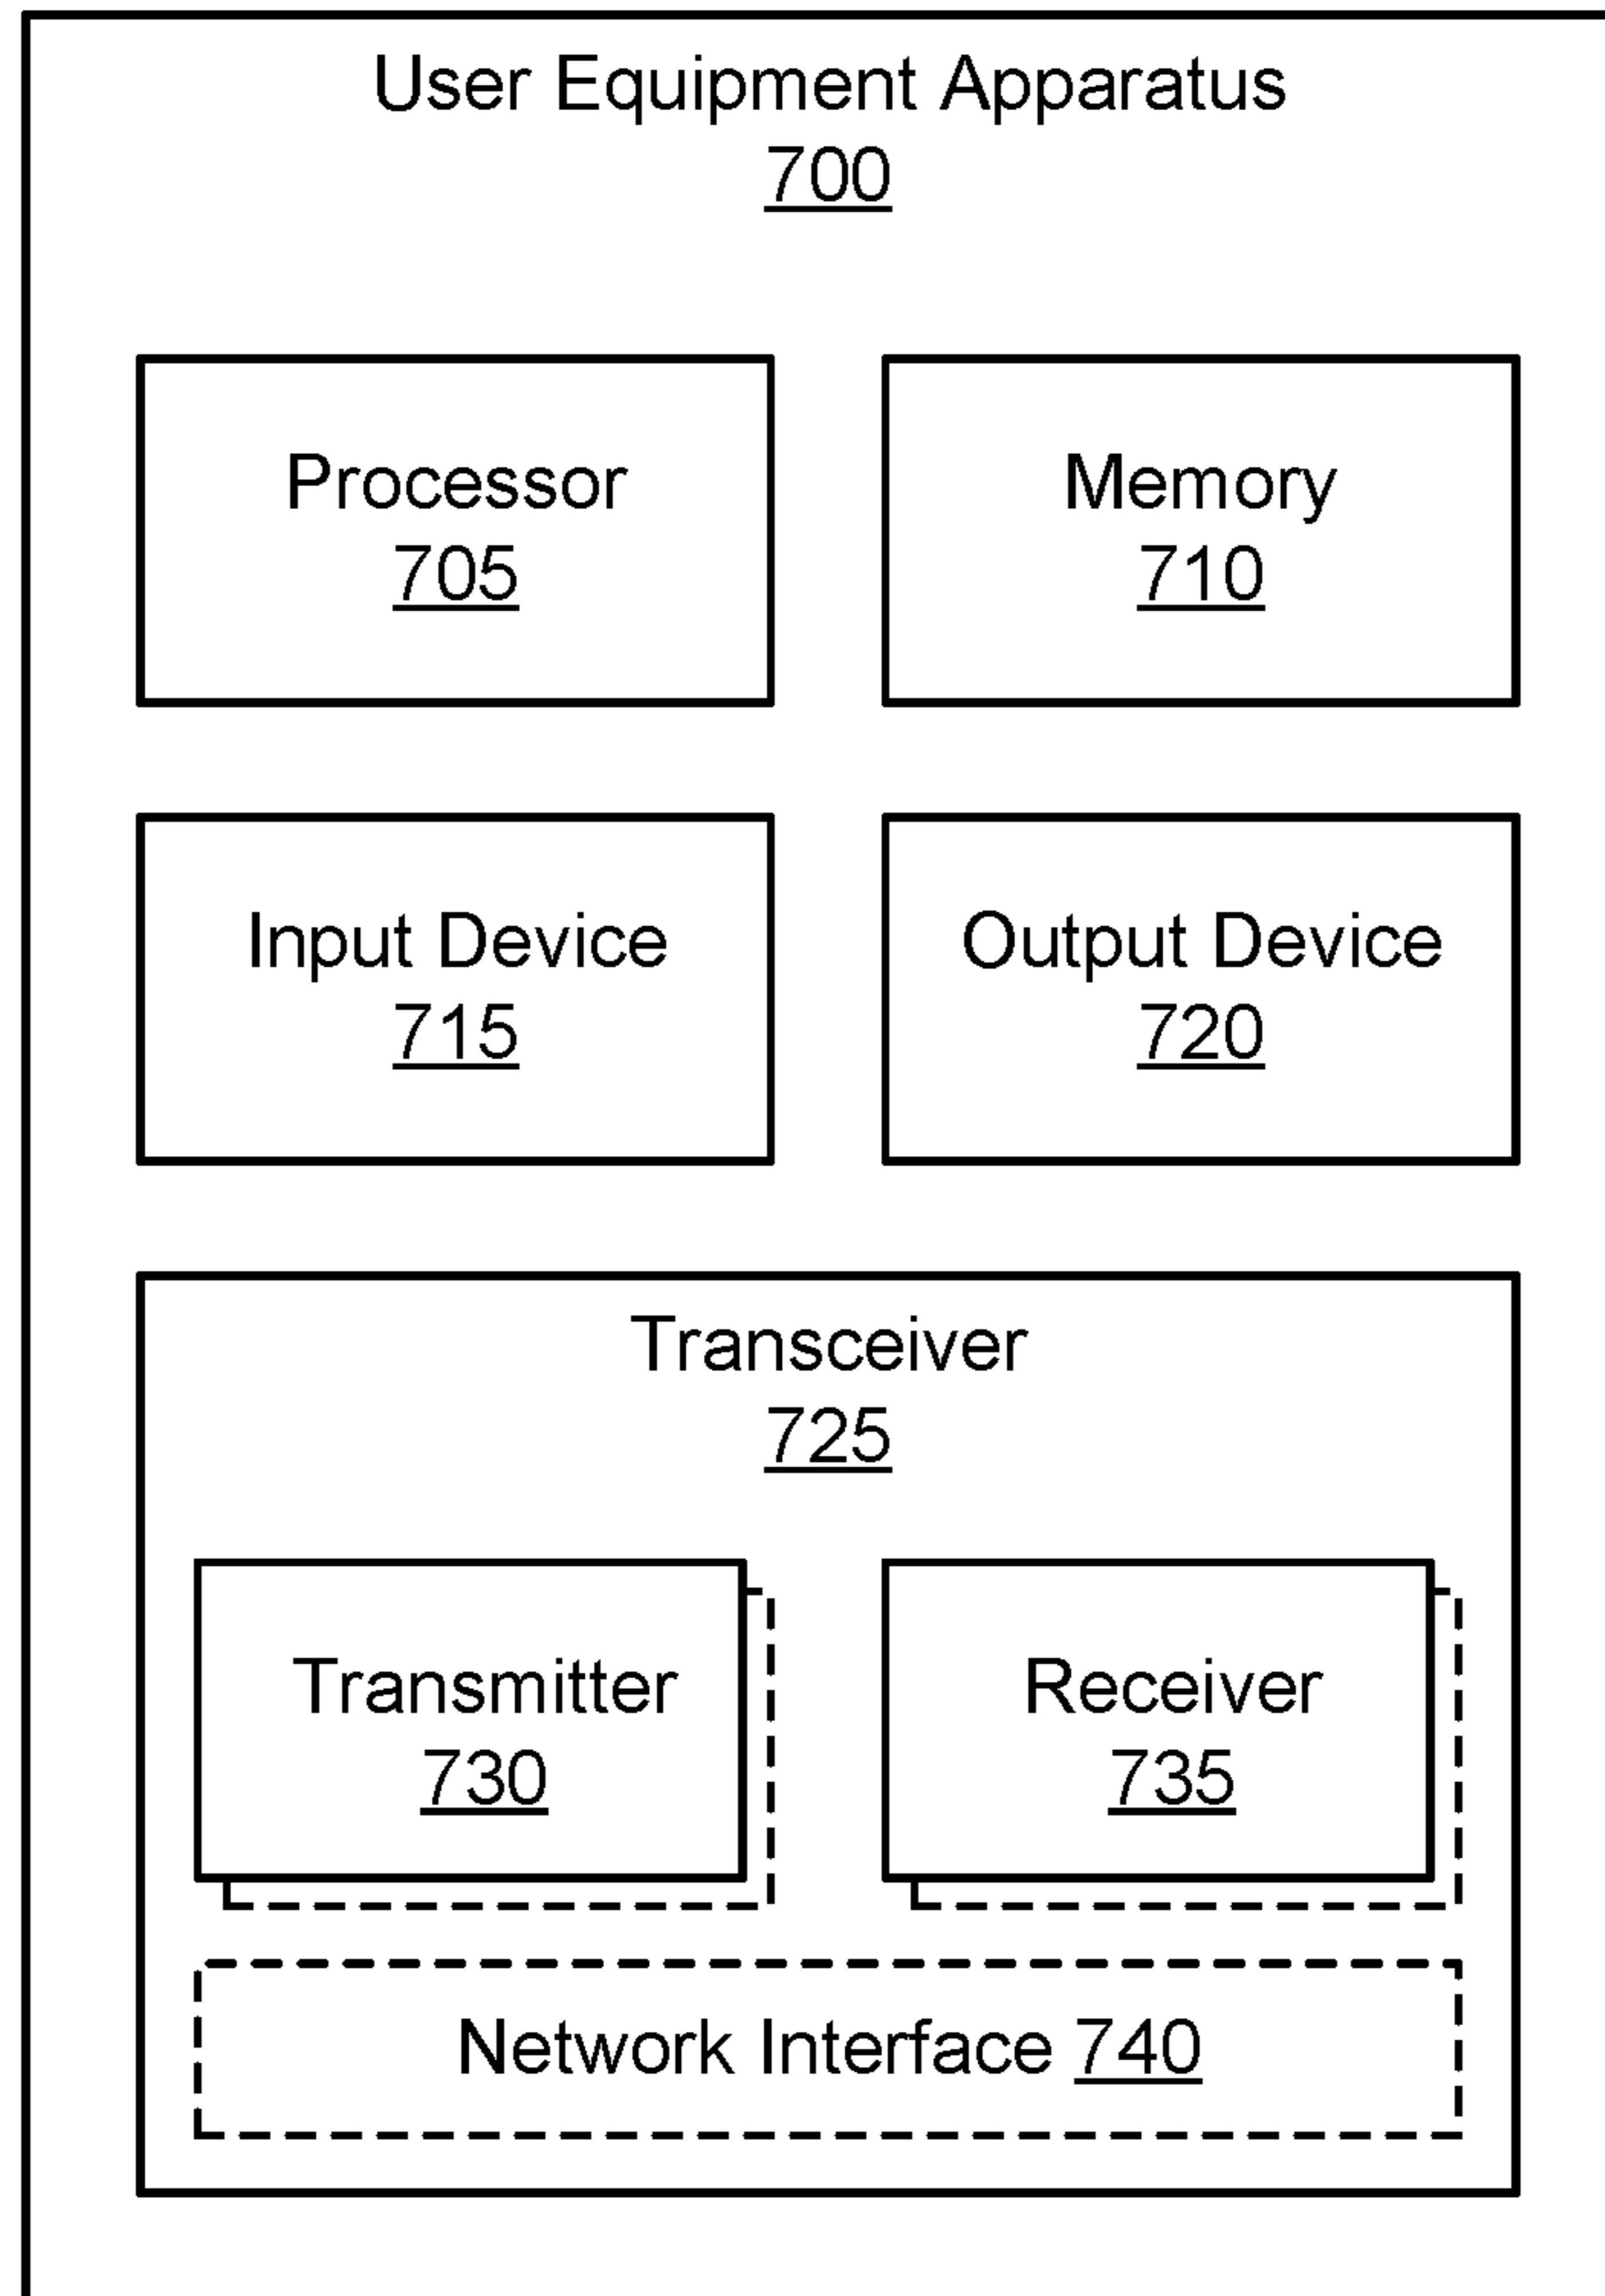 User Equipment Apparatus
700
Processor
705
Memory
710
Input Device
715
Output Device
720
Transceiver
725
Transmitter
730
Receiver
735
Network Interface 740